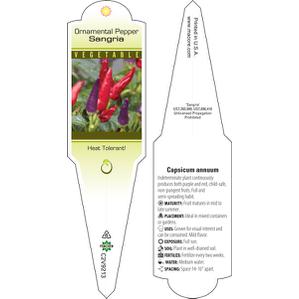 Ornamental Pepper
Sangria
VEGETABLE
Heat Tolerant!
C2V9213
Printed in U.S.A.
Sangria
Unlicensed Propagation
Prohibited
Capsicum annuum
Indeterminate plant continuously
produces both purple and red, chili-salt,
non-pungent fruits. Full and
semi-spreading habit.
MATURITY: Fruit matures in mid to
late summer.
PLACEMENT: Ideal in mixed containers
or gardens.
USES: Grown for visual interest and
can be consumed. Mild flavor.
EXPOSURE: Full sun.
SOIL: Plant in well-drained soil.
FERTILIZE: Fertilize every two weeks.
WATER: Medium water.
SPACING: Space 14-16" apart.